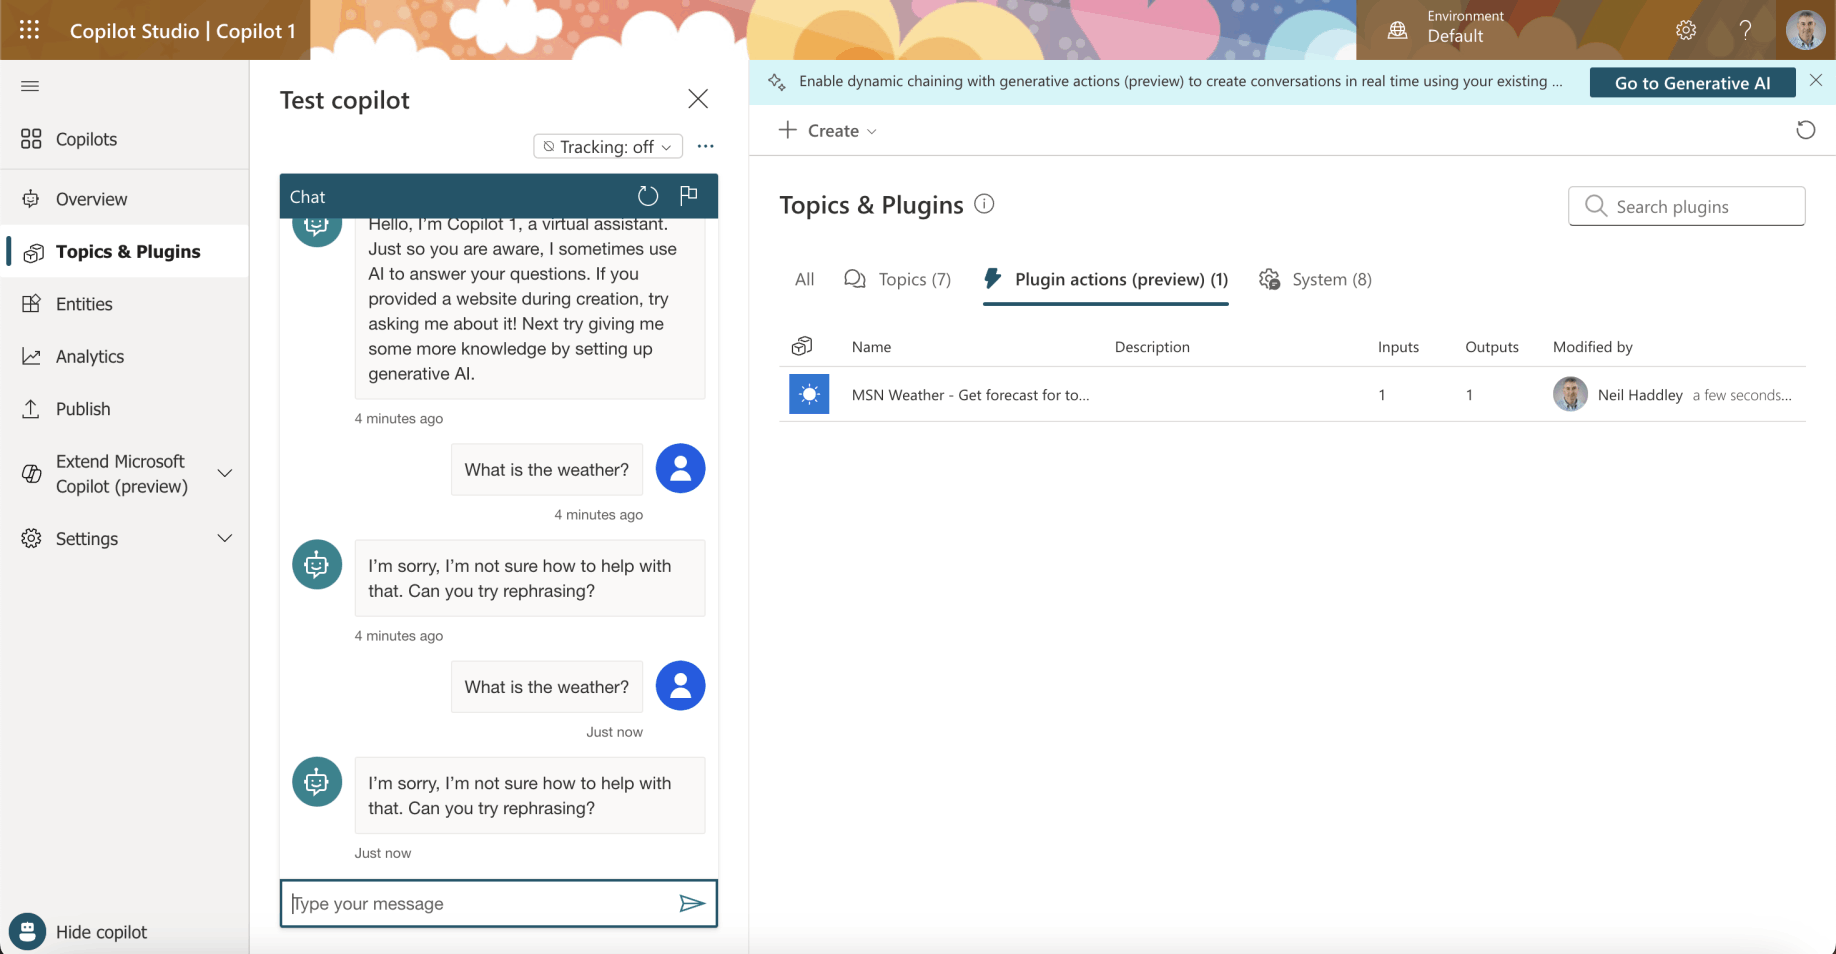 Copilot Studio | Copilot 1
Environment
Default
Copilots
Overview
Topics & Plugins
Entities
Analytics
Publish
Extend Microsoft
Copilot (preview)
Settings
Hide copilot
Test copilot
Tracking: off
Chat
Hello, I'm Copilot 1, a virtual assistant.
Just so you are aware, I sometimes use
AI to answer your questions. If you
provided a website during creation, try
asking me about it! Next try giving me
some more knowledge by setting up
generative AI.
4 minutes ago
What is the weather?
4 minutes ago
I'm sorry, I'm not sure how to help with
that. Can you try rephrasing?
4 minutes ago
What is the weather?
Just now
I'm sorry, I'm not sure how to help with
that. Can you try rephrasing?
Just now
Type your message
Enable dynamic chaining with generative actions (preview) to create conversations in real time using your existing ...
Go to Generative AI
Create
Topics & Plugins
Search plugins
All
Topics (7)
Plugin actions (preview) (1)
System (8)
Name Description Inputs Outputs Modified by
MSN Weather - Get forecast for to... 1 1 Neil Haddley a few seconds...